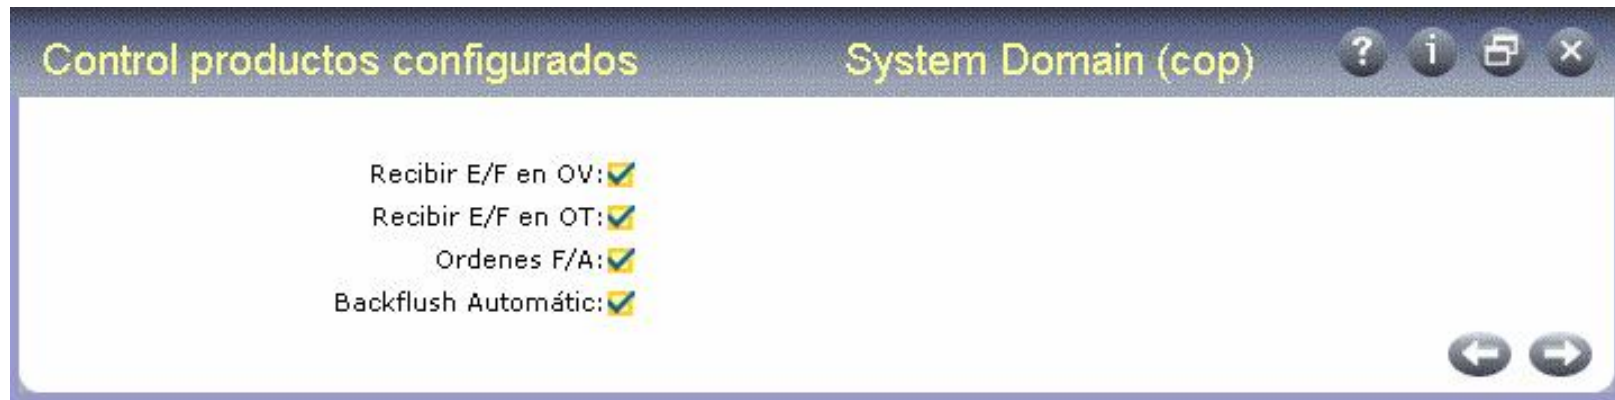 Control productos configurados System Domain (cop) ? i
Recibir E/F en OV:
Recibir E/F en OT:
Ordenes F/A:
Backflush Automátic: